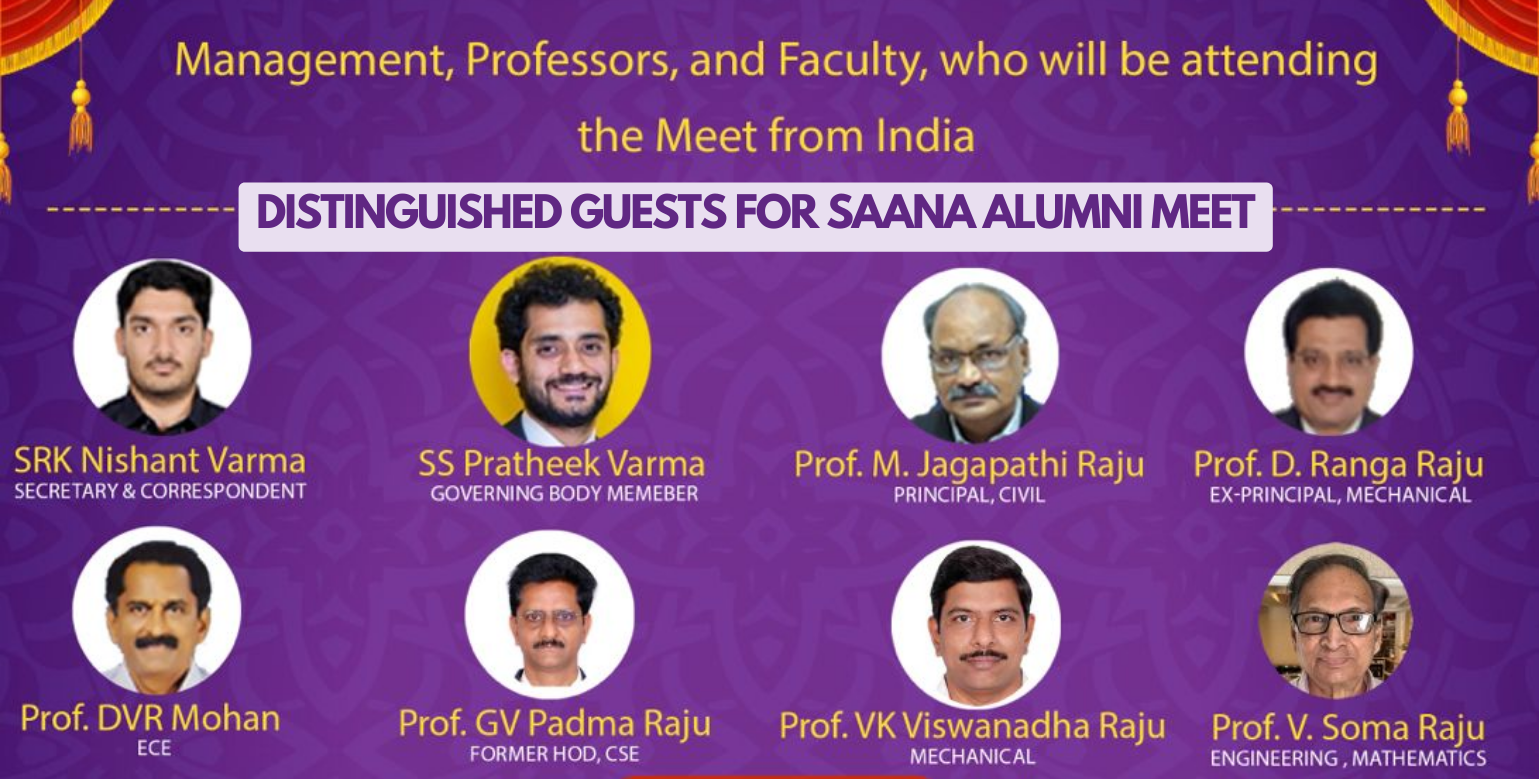 Management, Professors, and Faculty, who will be attending
the Meet from India
DISTINGUISHED GUESTS FOR SAANA ALUMNI MEET
SRK Nishant Varma
SECRETARY & CORRESPONDENT
SS Pratheek Varma
GOVERNING BODY MEMEBER
Prof. M. Jagapathi Raju
PRINCIPAL, CIVIL
Prof. D. Ranga Raju
EX-PRINCIPAL, MECHANICAL
Prof. DVR Mohan
ECE
Prof. GV Padma Raju
FORMER HOD, CSE
Prof. VK Viswanadha Raju
MECHANICAL
Prof. V. Soma Raju
ENGINEERING , MATHEMATICS